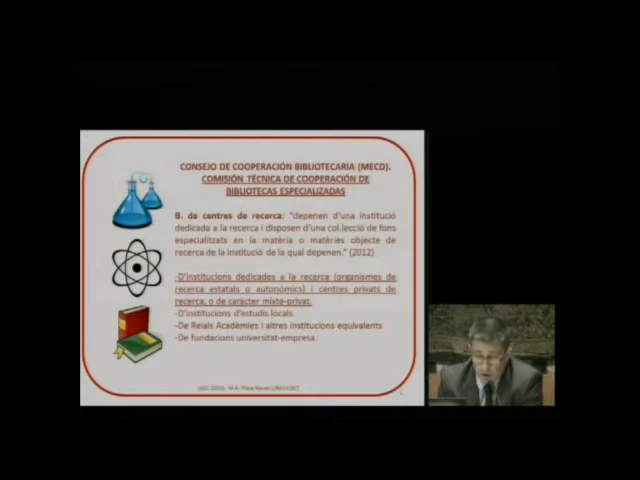 CONSEJO DE COOPERACIÓN BIBLIOTECARIA (MECD).
COMISIÓN TÉCNICA DE COOPERACIÓN DE
BIBLIOTECAS ESPECIALIZADAS
B. de centres de recerca: "depenen d'una institució
dedicada a la recerca i disposen d'una col.lecció de fons
especialitzats en la matèria o matèries objecte de
recerca de la institució de la qual depenen." (2012)
-D'institucions dedicades a la recerca (organismes de
recerca estatals o autonòmics) i centres privats de
recerca, o de caràcter mixte-privat.
-D'institucions d'estudis locals.
-De Reials Acadèmies i altres institucions equivalents
-De fundacions universitat-empresa.